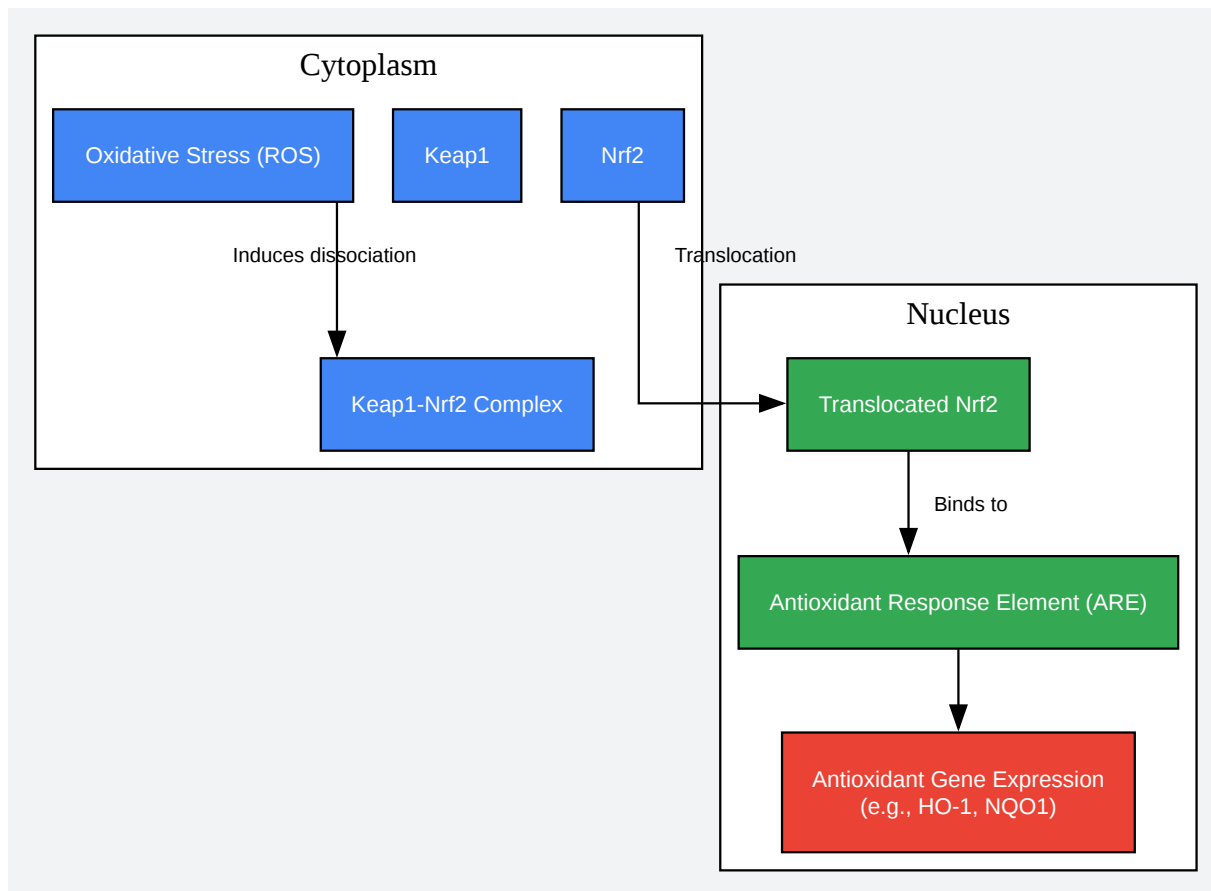 Cytoplasm
Oxidative Stress (ROS)
Keap1
Nrf2
Induces dissociation
Translocation
Keap1-Nrf2 Complex
Nucleus
Translocated Nrf2
Binds to
Antioxidant Response Element (ARE)
Antioxidant Gene Expression
(e.g., HO-1, NQO1)